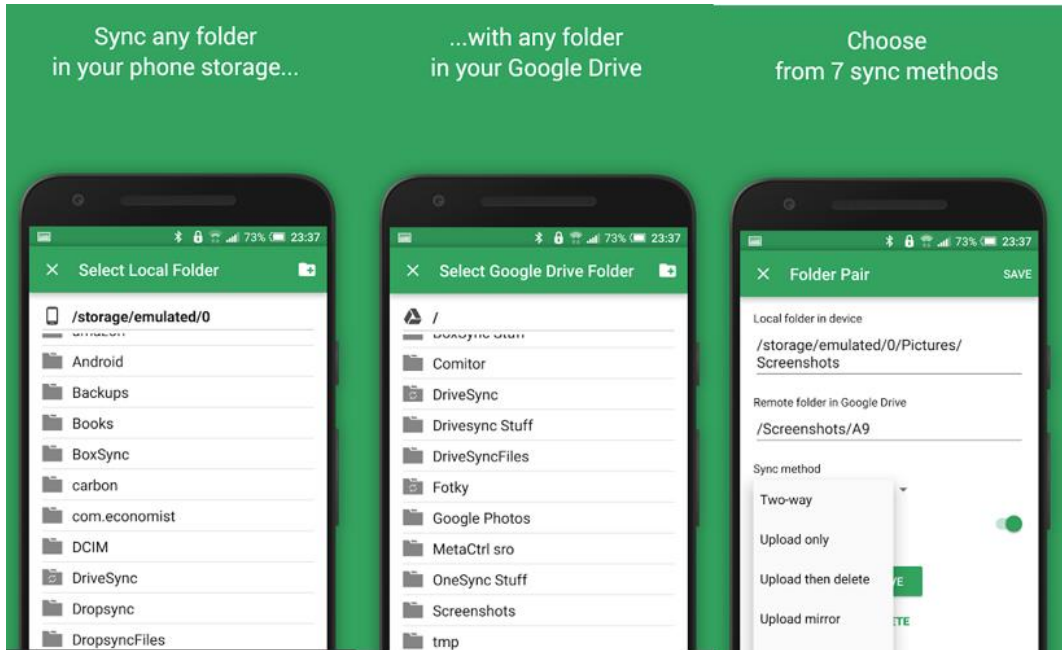 Sync any folder
in your phone storage...
73% 23:37
Select Local Folder
/storage/emulated/0
amazon
Android
Backups
Books
BoxSync
carbon
com.economist
DCIM
DriveSync
Dropsync
DropsyncFiles
...with any folder
in your Google Drive
73% 23:37
Select Google Drive Folder
/
BoxSync Stuff
Comitor
DriveSync
Drivesync Stuff
DriveSyncFiles
Fotky
Google Photos
MetaCtrl sro
OneSync Stuff
Screenshots
tmp
Choose
from 7 sync methods
73% 23:37
Folder Pair SAVE
Local folder in device
/storage/emulated/0/Pictures/
Screenshots
Remote folder in Google Drive
/Screenshots/A9
Sync method
Two-way
Upload only
Upload then delete
Upload mirror